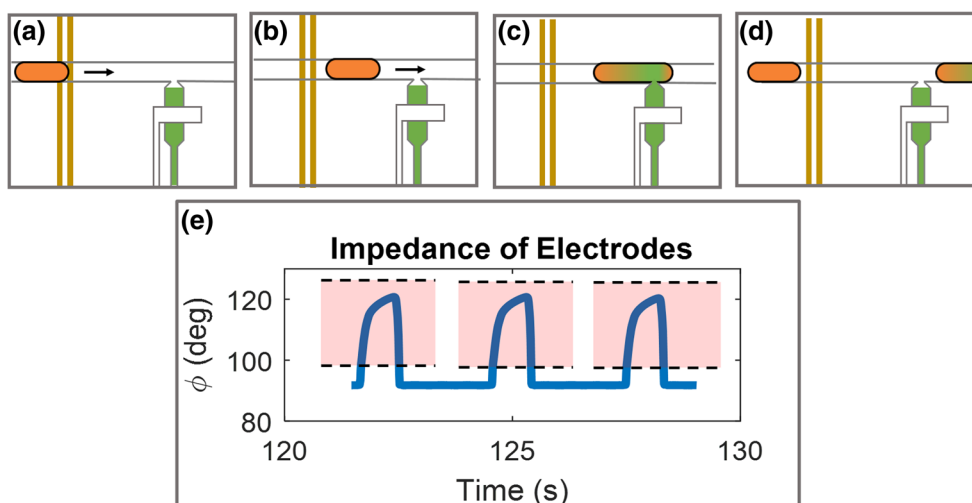 (a)
(b)
(c)
(d)
(e)
Impedance of Electrodes
120
100
80
ϕ (deg)
120
125
130
Time (s)